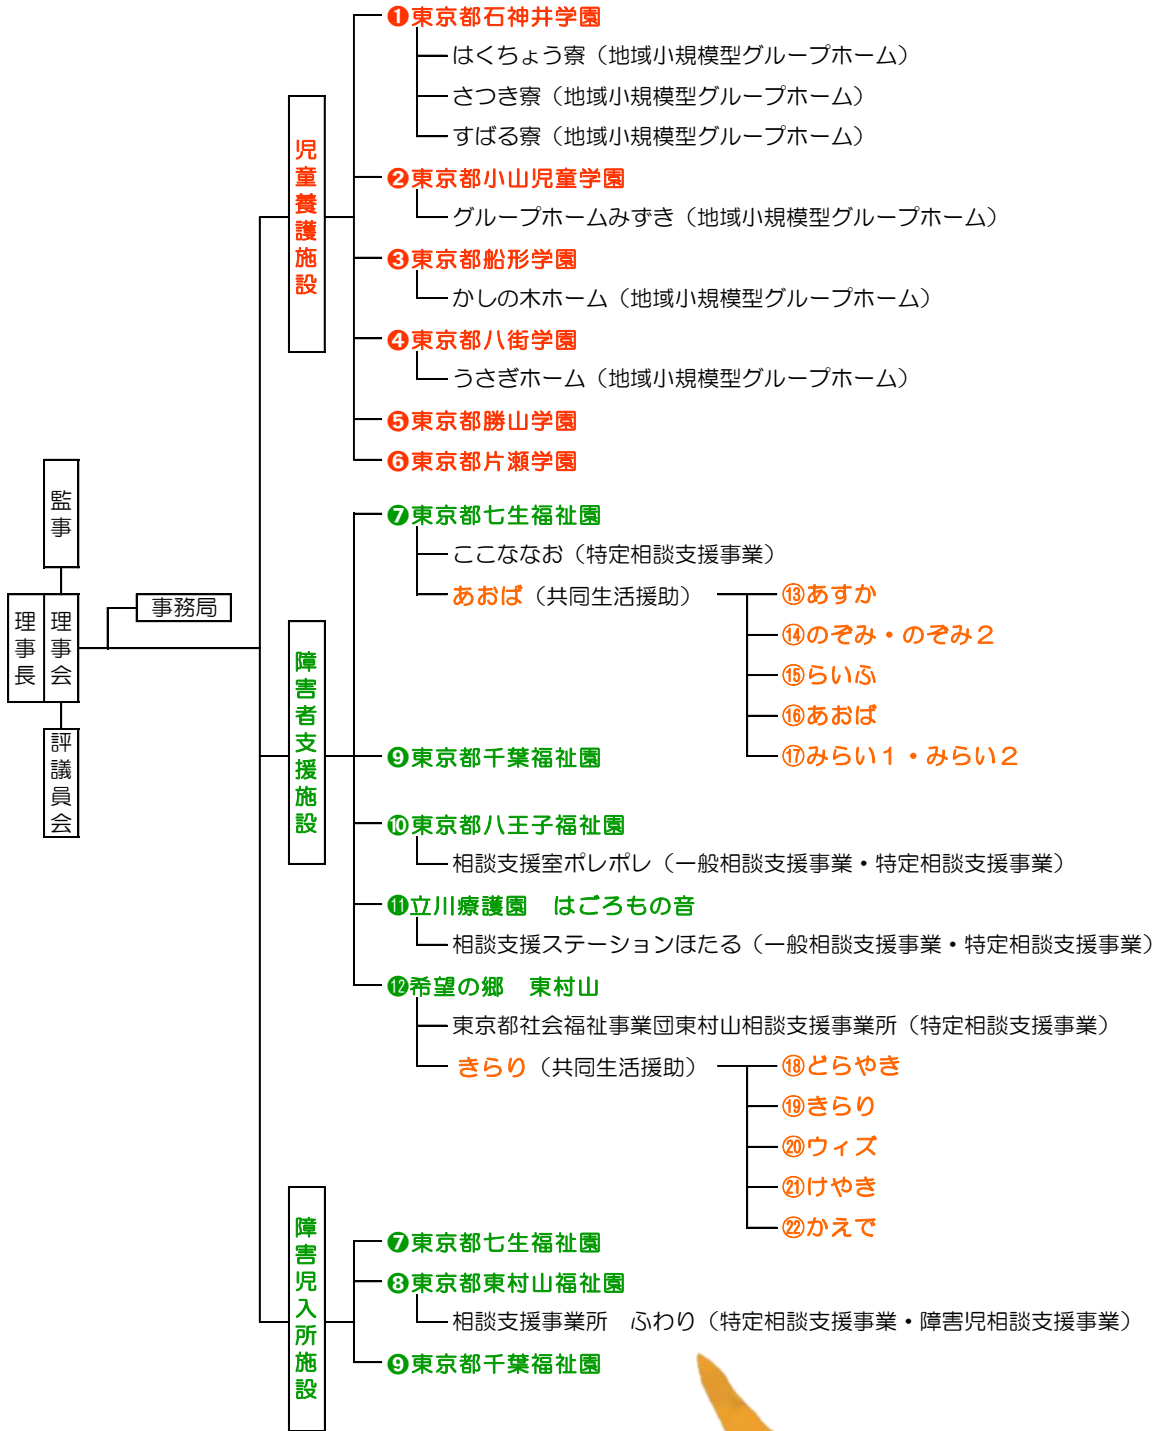 ❶東京都石神井学園
はくちょう寮（地域小規模型グループホーム）
さつき寮（地域小規模型グループホーム）
すばる寮（地域小規模型グループホーム）
児童養護施設
❷東京都小山児童学園
グループホームみずき（地域小規模型グループホーム）
❸東京都船形学園
かしの木ホーム（地域小規模型グループホーム）
❹東京都八街学園
うさぎホーム（地域小規模型グループホーム）
❺東京都勝山学園
❻東京都片瀬学園
監事
理事長
理事会
評議員会
事務局
障害者支援施設
❼東京都七生福祉園
ここななお（特定相談支援事業）
あおば（共同生活援助）
⑬あすか
⑭のぞみ・のぞみ２
⑮らいふ
⑯あおば
⑰みらい１・みらい２
❾東京都千葉福祉園
❿東京都八王子福祉園
相談支援室ポレポレ（一般相談支援事業・特定相談支援事業）
⓫立川療護園　はごろもの音
相談支援ステーションほたる（一般相談支援事業・特定相談支援事業）
⓬希望の郷　東村山
東京都社会福祉事業団東村山相談支援事業所（特定相談支援事業）
きらり（共同生活援助）
⑱どらやき
⑲きらり
⑳ウィズ
㉑けやき
㉒かえで
障害児入所施設
❼東京都七生福祉園
❽東京都東村山福祉園
相談支援事業所　ふわり（特定相談支援事業・障害児相談支援事業）
❾東京都千葉福祉園